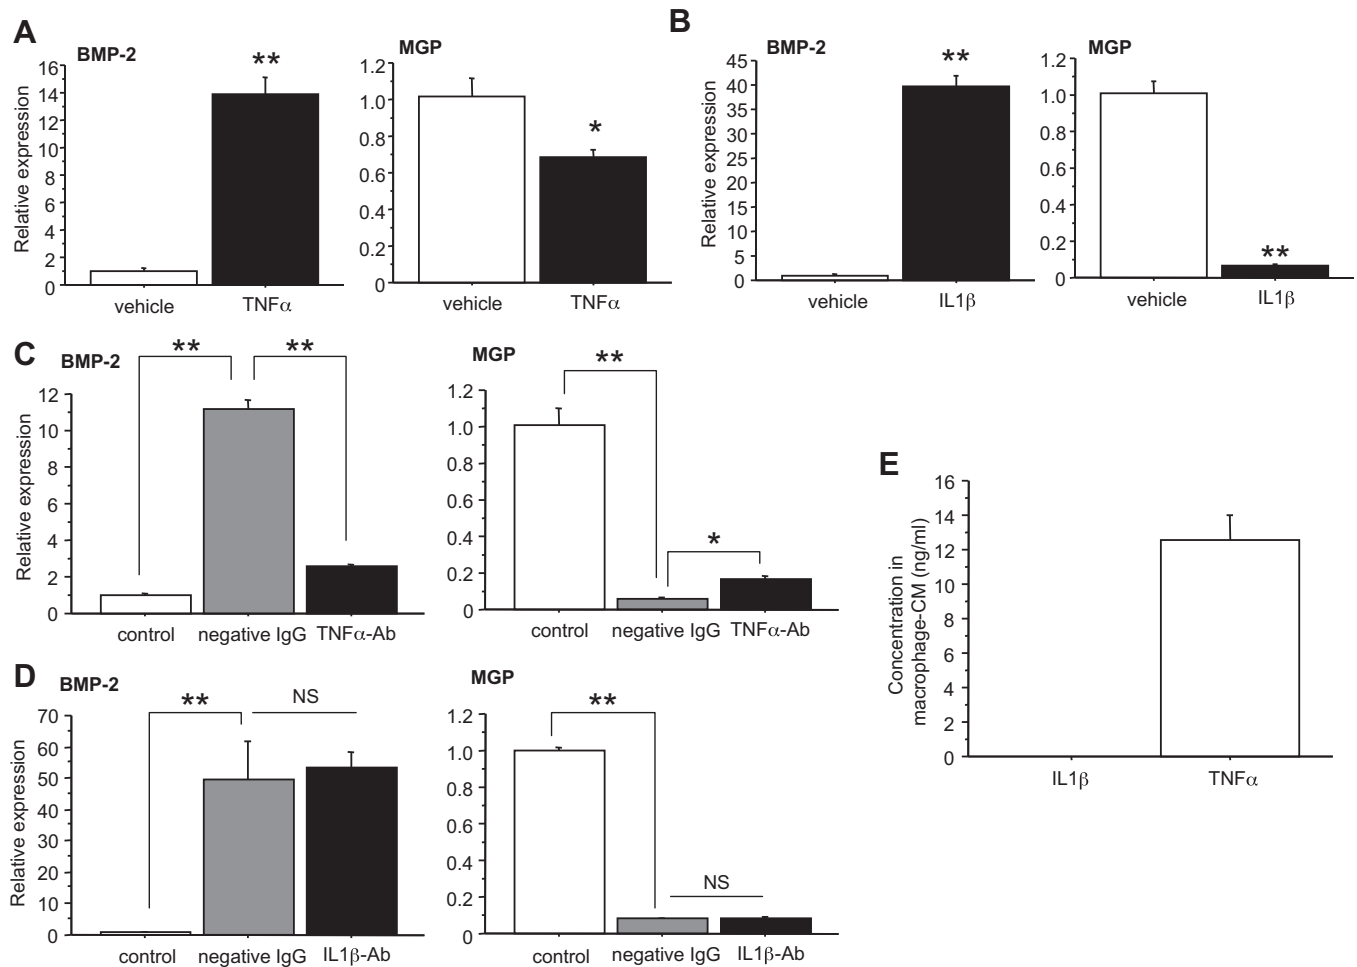 A
BMP-2
**
Relative expression
16
14
12
10
8
6
4
2
0
vehicle
TNFα
MGP
*
1.2
1.0
0.8
0.6
0.4
0.2
0
vehicle
TNFα
B
BMP-2
**
Relative expression
45
40
35
30
25
20
15
10
5
0
vehicle
IL1β
MGP
1.2
1.0
0.8
0.6
0.4
0.2
0
**
vehicle
IL1β
C
BMP-2
**
**
Relative expression
12
10
8
6
4
2
0
control
negative IgG
TNFα-Ab
MGP
**
*
1.2
1.0
0.8
0.6
0.4
0.2
0
control
negative IgG
TNFα-Ab
D
BMP-2
**
NS
Relative expression
70
60
50
40
30
20
10
0
control
negative IgG
IL1β-Ab
MGP
**
NS
1.2
1.0
0.8
0.6
0.4
0.2
0
control
negative IgG
IL1β-Ab
E
Concentration in
macrophage-CM (ng/ml)
16
14
12
10
8
6
4
2
0
IL1β
TNFα